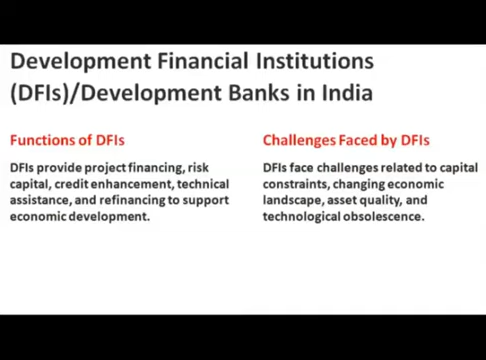 Development Financial Institutions
(DFIs)/Development Banks in India
Functions of DFIs
DFIs provide project financing, risk
capital, credit enhancement, technical
assistance, and refinancing to support
economic development.
Challenges Faced by DFIs
DFIs face challenges related to capital
constraints, changing economic
landscape, asset quality, and
technological obsolescence.